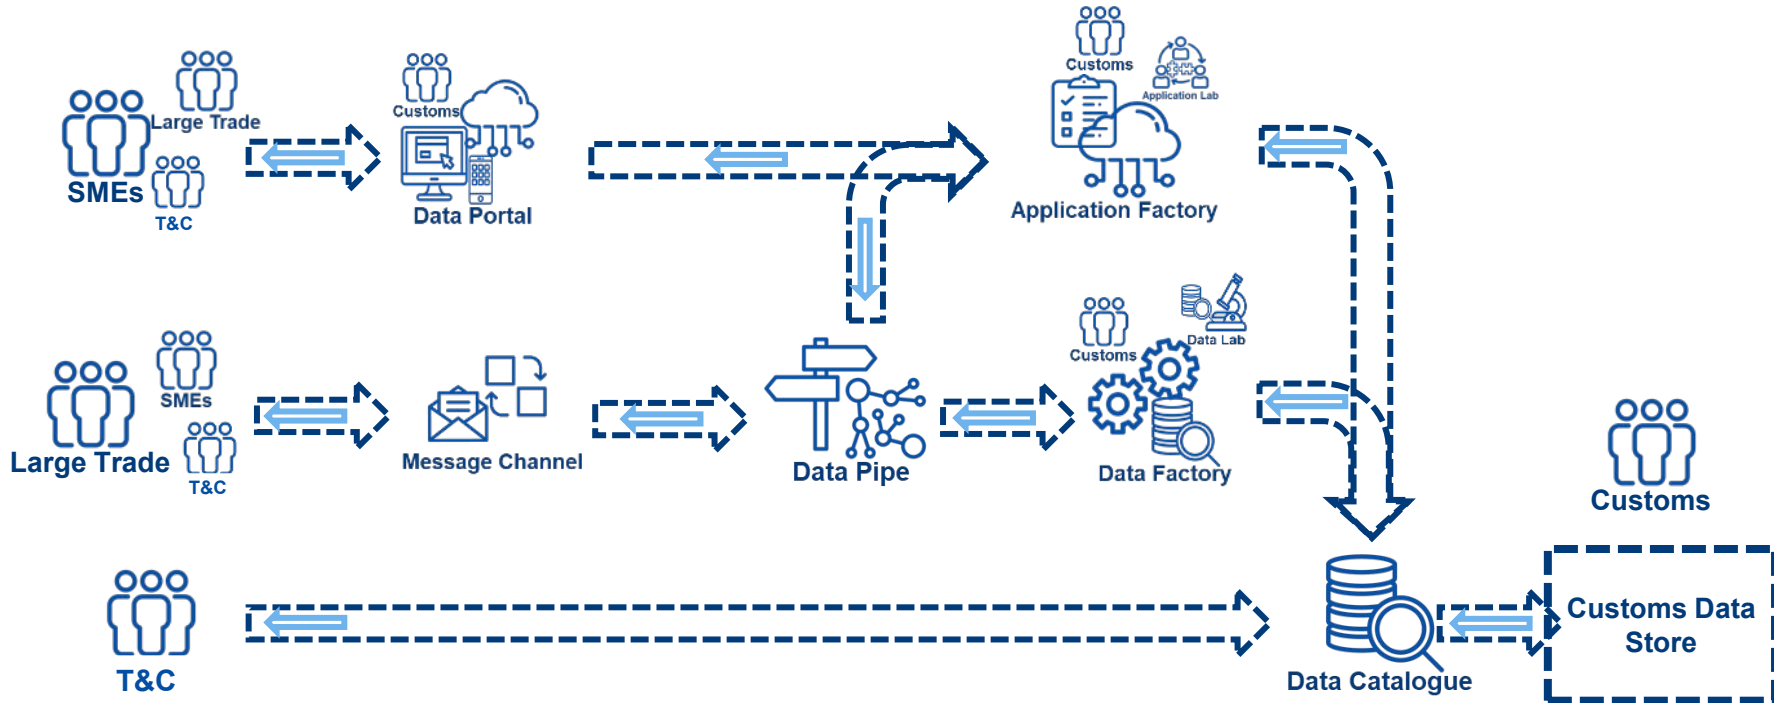 Customs
Application Lab
Large Trade
Customs
SMEs
T&C
Data Portal
Application Factory
SMEs
Customs
Data Lab
Large Trade
T&C
Message Channel
Data Pipe
Data Factory
Customs
T&C
Data Catalogue
Customs Data
Store